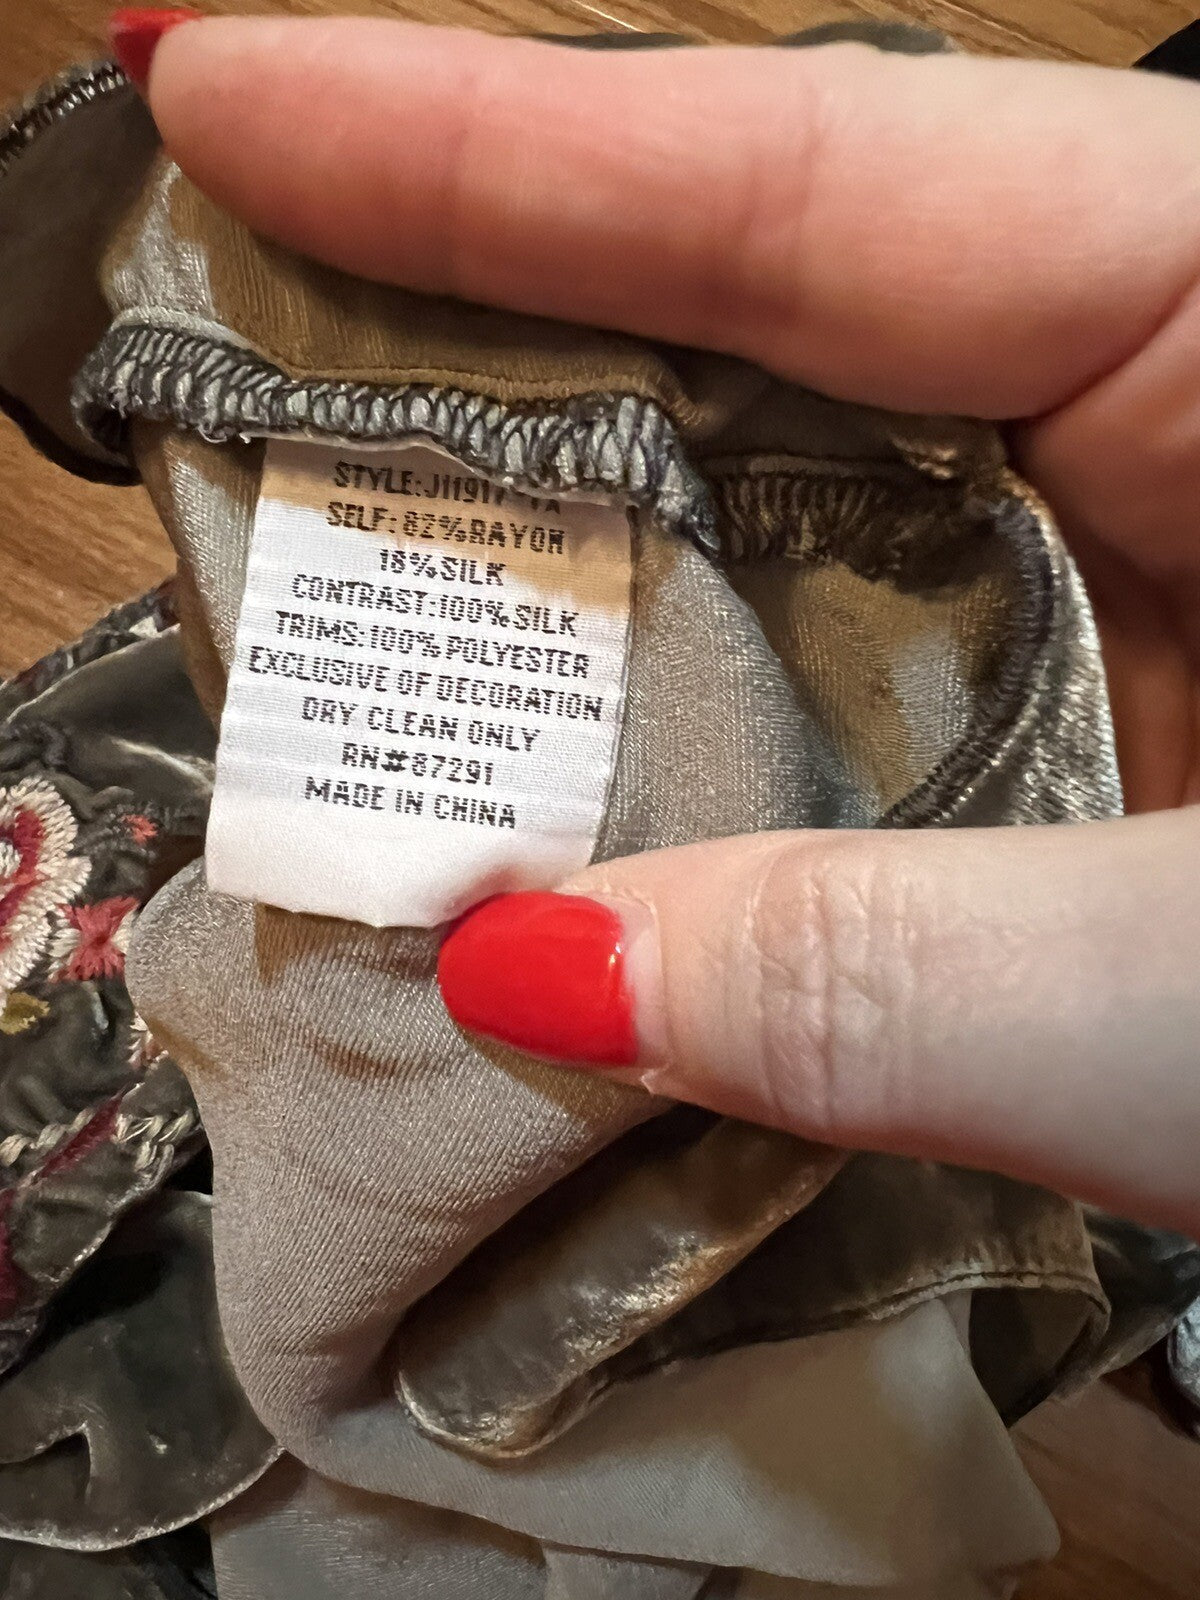 STYLE:
SELF: 82%RAYON
18%SILK
CONTRAST:100%SILK
TRIMS:100%POLYESTER
EXCLUSIVE OF DECORATION
DRY CLEAN ONLY
RN#87291
MADE IN CHINA